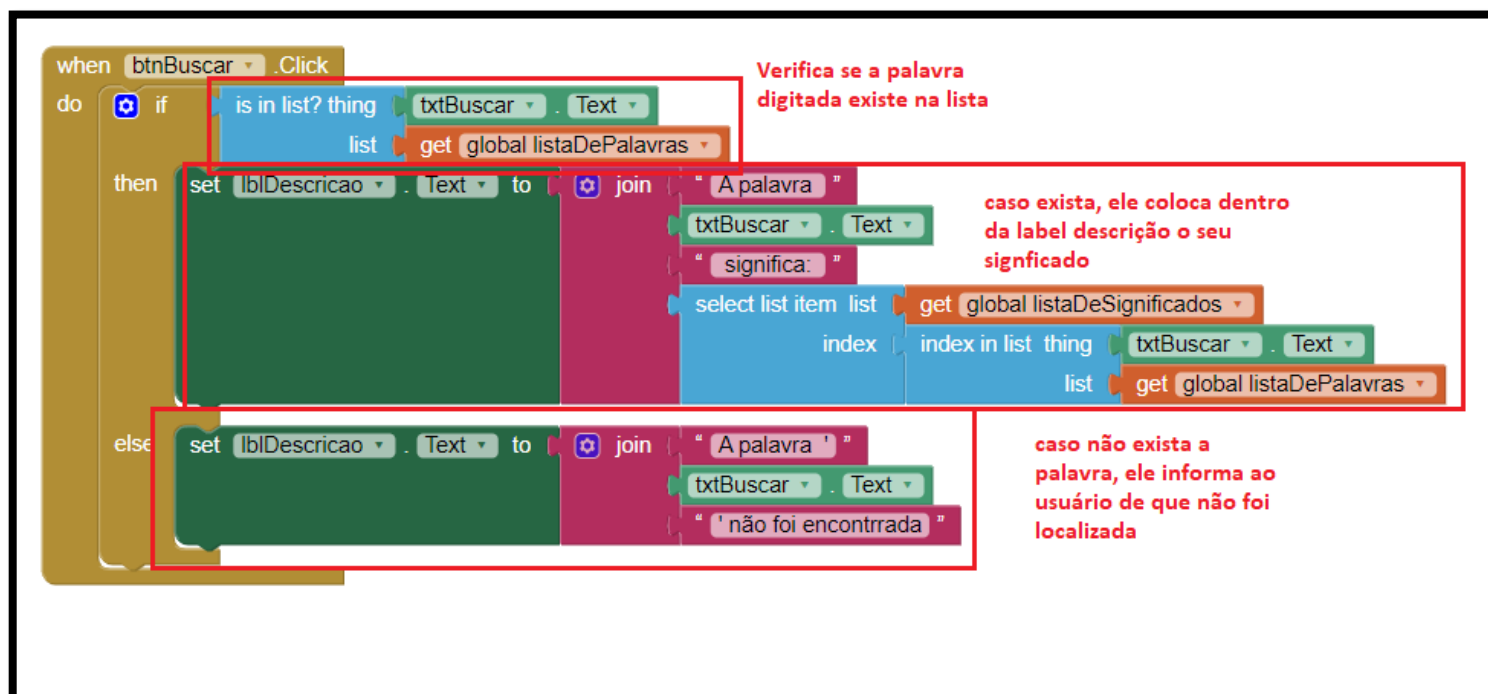 when btnBuscar .Click
do if is in list? thing txtBuscar . Text
list get global listaDePalavras
Verifica se a palavra
digitada existe na lista
then set lblDescricao . Text to join “ A palavra ”
txtBuscar . Text
“ significa: ”
select list item list get global listaDeSignificados
index index in list thing txtBuscar . Text
list get global listaDePalavras
caso exista, ele coloca dentro
da label descrição o seu
signficado
else set lblDescricao . Text to join “ A palavra ' ”
txtBuscar . Text
“ ' não foi encontrrada ”
caso não exista a
palavra, ele informa ao
usuário de que não foi
localizada